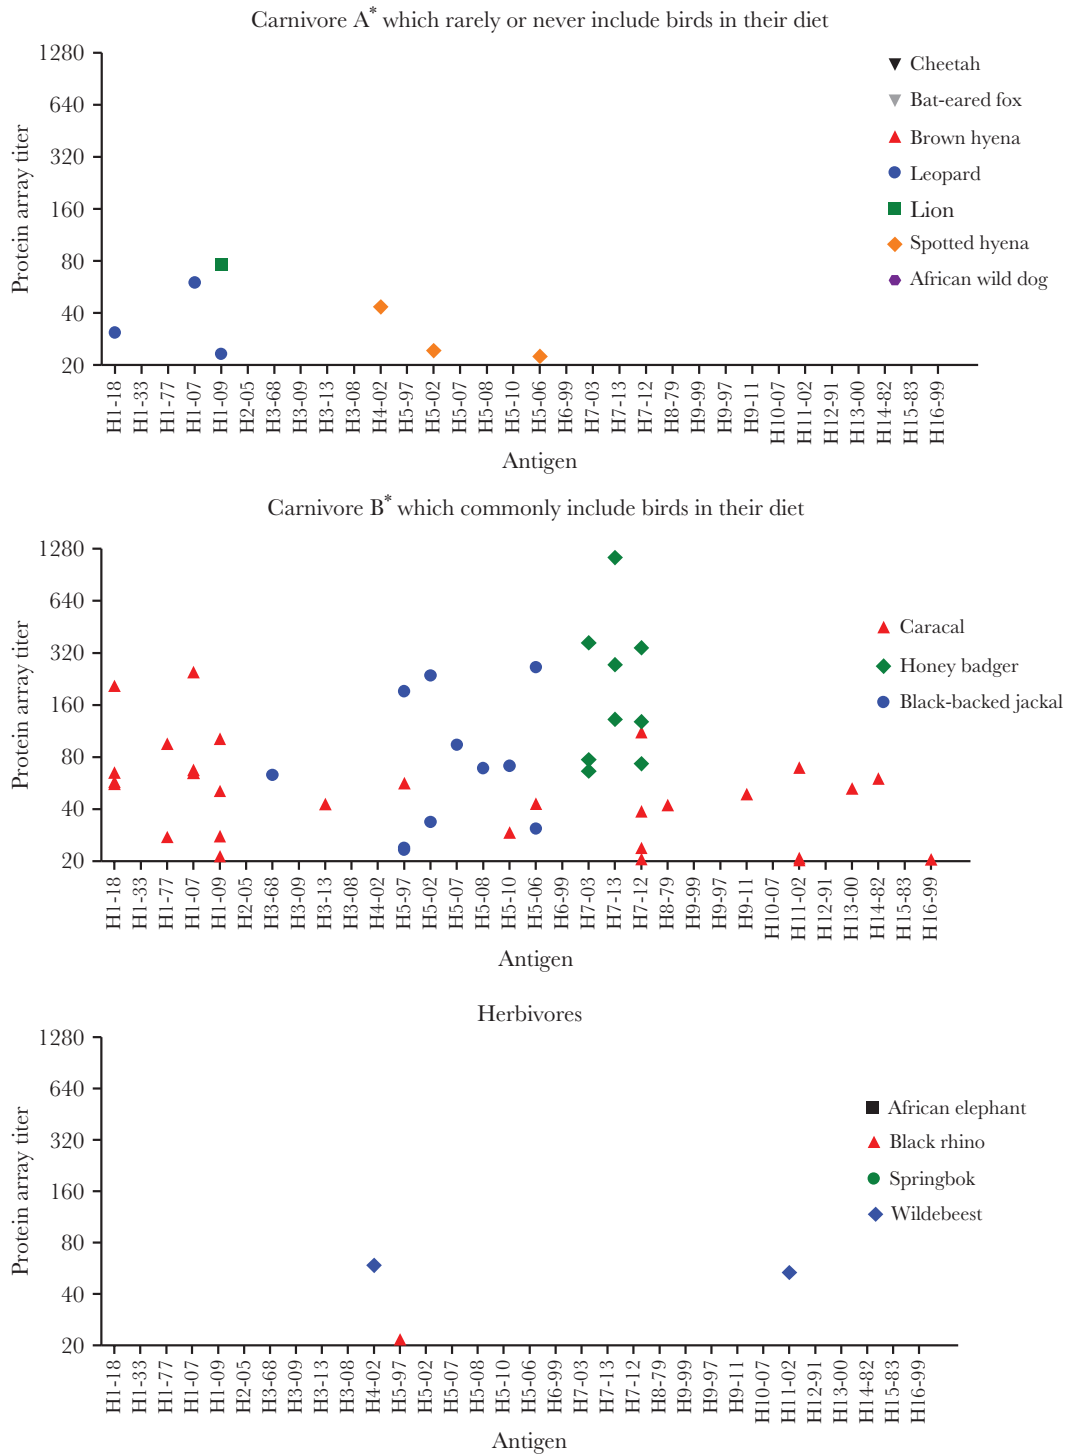 Carnivore A* which rarely or never include birds in their diet
1280
640
320
160
80
40
20
Protein array titer
Cheetah
Bat-eared fox
Brown hyena
Leopard
Lion
Spotted hyena
African wild dog
H1-18
H1-33
H1-77
H1-07
H1-09
H2-05
H3-68
H3-09
H3-13
H3-08
H4-02
H5-97
H5-02
H5-07
H5-08
H5-10
H5-06
H6-99
H7-03
H7-13
H7-12
H8-79
H9-99
H9-97
H9-11
H10-07
H11-02
H12-91
H13-00
H14-82
H15-83
H16-99
Antigen
Carnivore B* which commonly include birds in their diet
1280
640
320
160
80
40
20
Protein array titer
Caracal
Honey badger
Black-backed jackal
H1-18
H1-33
H1-77
H1-07
H1-09
H2-05
H3-68
H3-09
H3-13
H3-08
H4-02
H5-97
H5-02
H5-07
H5-08
H5-10
H5-06
H6-99
H7-03
H7-13
H7-12
H8-79
H9-99
H9-97
H9-11
H10-07
H11-02
H12-91
H13-00
H14-82
H15-83
H16-99
Antigen
Herbivores
1280
640
320
160
80
40
20
Protein array titer
African elephant
Black rhino
Springbok
Wildebeest
H1-18
H1-33
H1-77
H1-07
H1-09
H2-05
H3-68
H3-09
H3-13
H3-08
H4-02
H5-97
H5-02
H5-07
H5-08
H5-10
H5-06
H6-99
H7-03
H7-13
H7-12
H8-79
H9-99
H9-97
H9-11
H10-07
H11-02
H12-91
H13-00
H14-82
H15-83
H16-99
Antigen